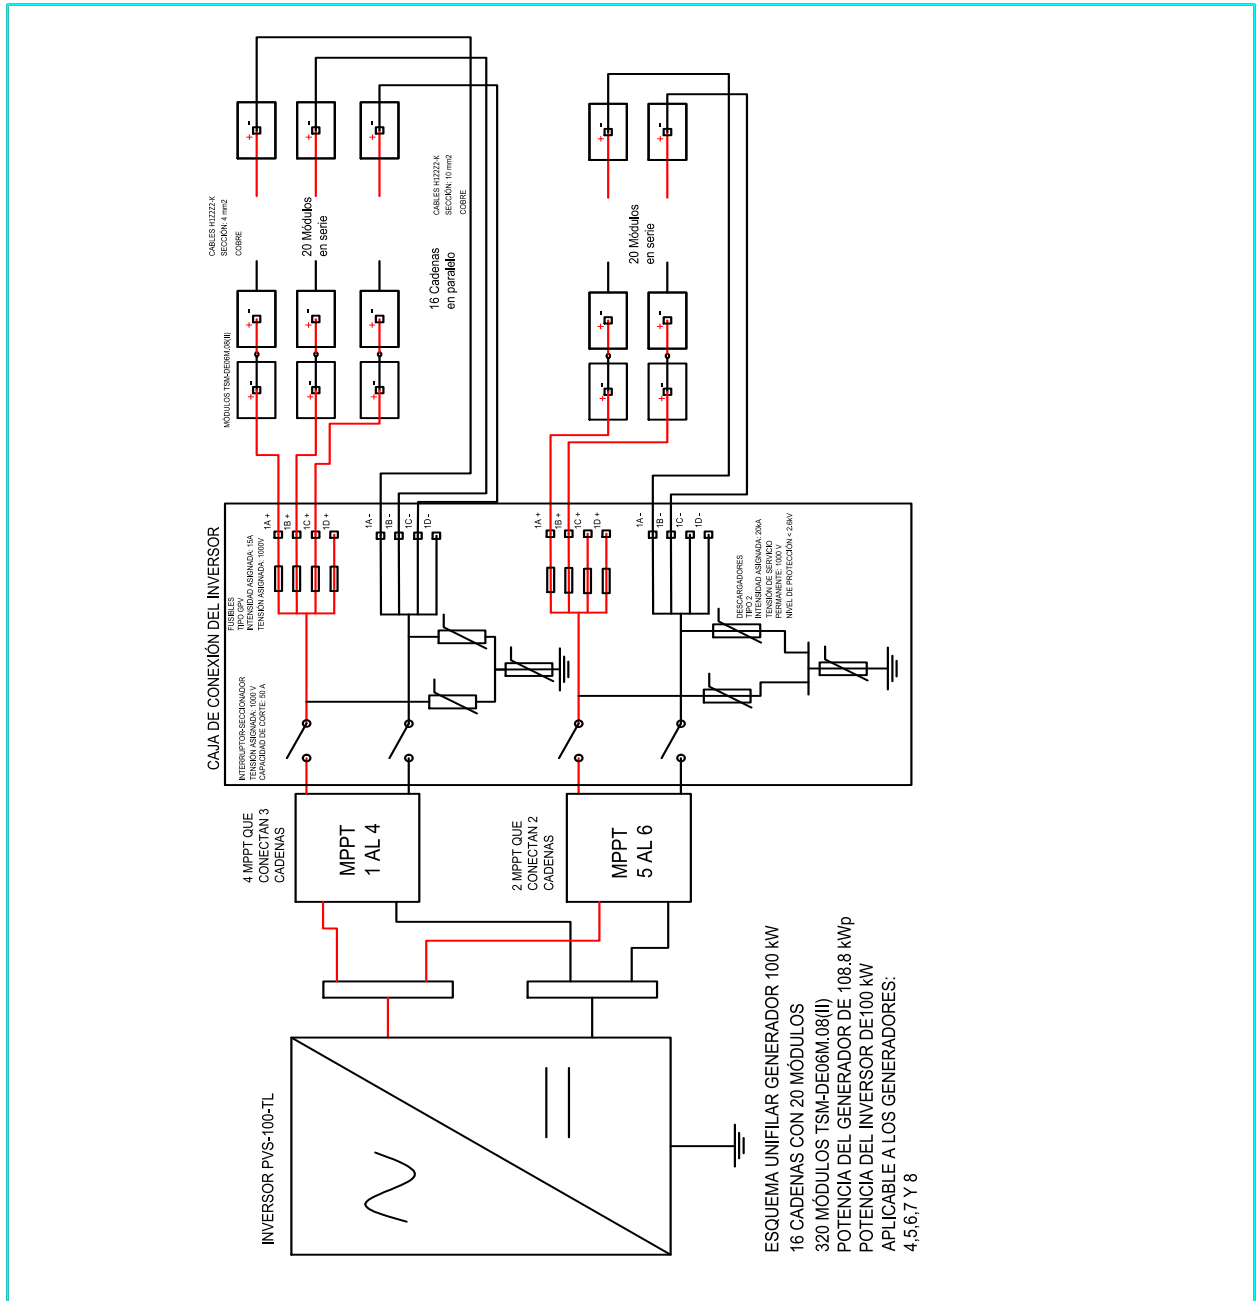 CABLES H1Z2Z2-K
SECCIÓN: 4 mm2
COBRE
20 Módulos
en serie
CABLES H1Z2Z2-K
SECCIÓN: 10 mm2
COBRE
16 Cadenas
en paralelo
MÓDULOS TSM-DE06M.08(II)
20 Módulos
en serie
CAJA DE CONEXIÓN DEL INVERSOR
FUSIBLES
TIPO GPV
INTENSIDAD ASIGNADA: 15A
TENSIÓN ASIGNADA: 1000V
1A +
1B +
1C +
1D +
1A -
1B -
1C-
1D-
1A +
1B +
1C +
1D +
1A -
1B -
1C-
1D-
DESCARGADORES
TIPO 2
INTENSIDAD ASIGNADA: 20kA
TENSIÓN DE SERVICIO
PERMANENTE: 1000 V
NIVEL DE PROTECCIÓN < 2.6kV
INTERRUPTOR-SECCIONADOR
TENSIÓN ASIGNADA: 1000 V
CAPACIDAD DE CORTE: 50 A
4 MPPT QUE
CONECTAN 3
CADENAS
MPPT
1 AL 4
2 MPPT QUE
CONECTAN 2
CADENAS
MPPT
5 AL 6
INVERSOR PVS-100-TL
ESQUEMA UNIFILAR GENERADOR 100 kW
16 CADENAS CON 20 MÓDULOS
320 MÓDULOS TSM-DE06M.08(II)
POTENCIA DEL GENERADOR DE 108.8 kWp
POTENCIA DEL INVERSOR DE100 kW
APLICABLE A LOS GENERADORES:
4,5,6,7 Y 8